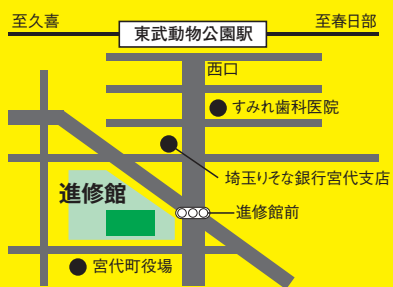 至久喜
至春日部
東武動物公園駅
西口
すみれ歯科医院
埼玉りそな銀行宮代支店
進修館
進修館前
宮代町役場